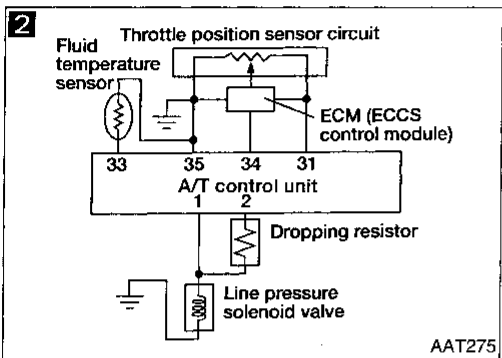 2
Throttle position sensor circuit
Fluid
temperature
sensor
ECM (ECCS
control module)
33 35 34 31
A/T control unit
1 2
Dropping resistor
Line pressure
solenoid valve
AAT275